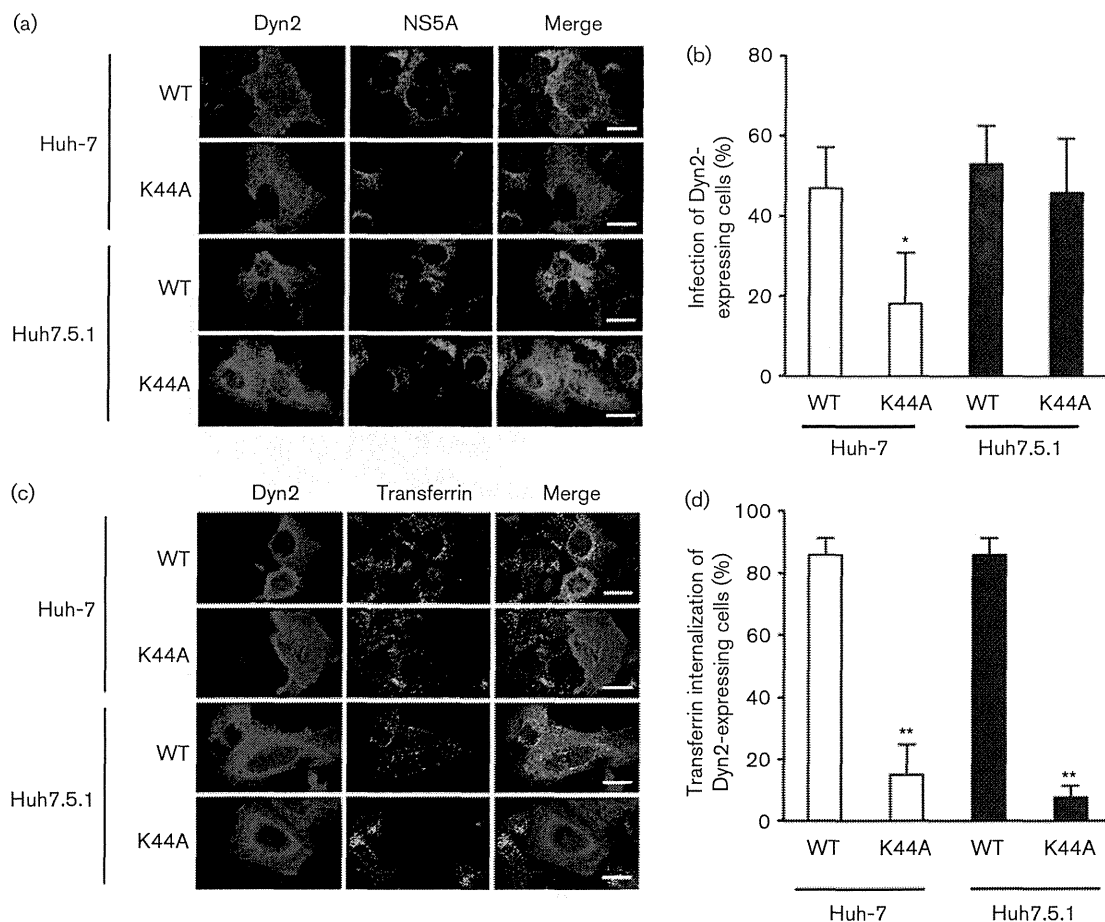 (a)
Dyn2 NS5A Merge
Huh-7
WT
K44A
Huh7.5.1
WT
K44A
(b)
Infection of Dyn2-
expressing cells (%)
80
60
40
20
0
*
WT K44A WT K44A
Huh-7 Huh7.5.1
(c)
Dyn2 Transferrin Merge
Huh-7
WT
K44A
Huh7.5.1
WT
K44A
(d)
Transferrin internalization of
Dyn2-expressing cells (%)
100
80
60
40
20
0
**
**
WT K44A WT K44A
Huh-7 Huh7.5.1